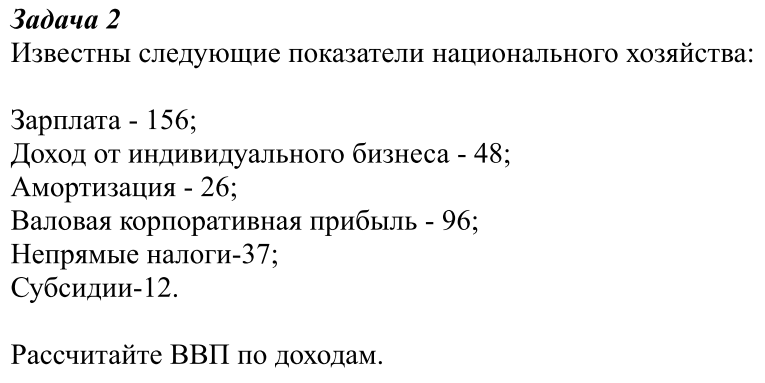 Задача 2
Известны следующие показатели национального хозяйства:
Зарплата - 156;
Доход от индивидуального бизнеса - 48;
Амортизация - 26;
Валовая корпоративная прибыль - 96;
Непрямые налоги-37;
Субсидии-12.
Рассчитайте ВВП по доходам.